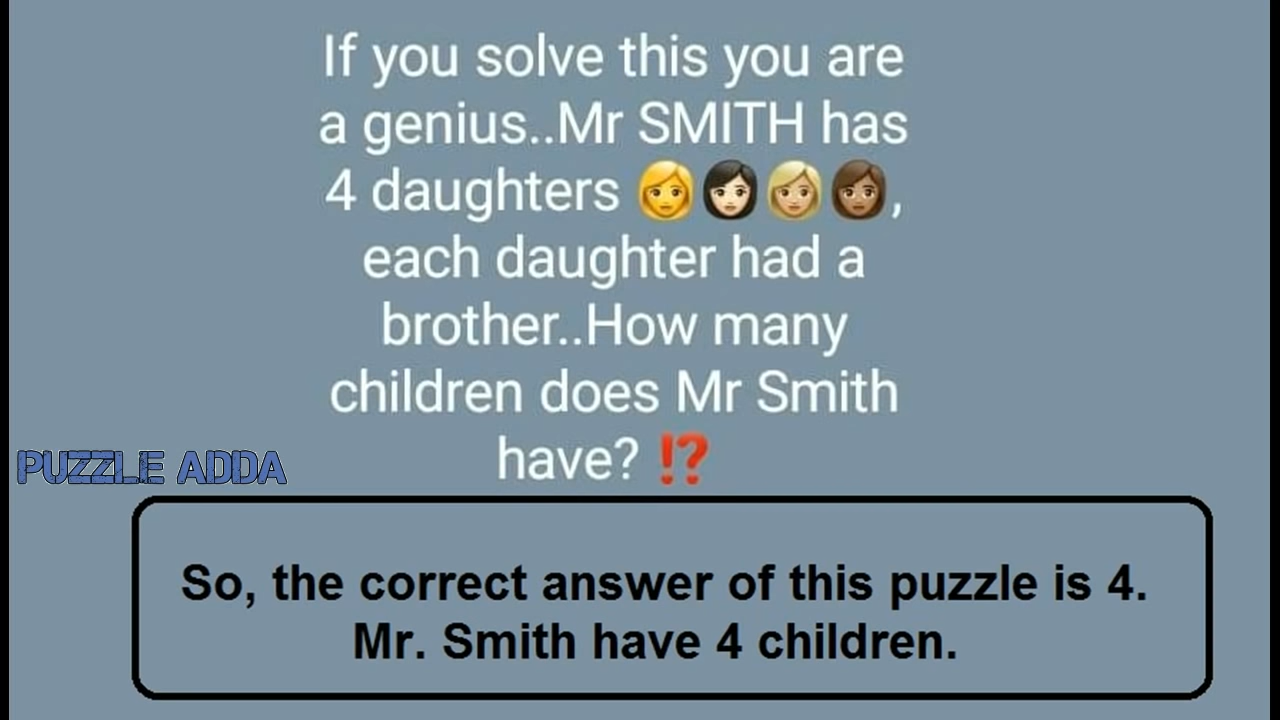 If you solve this you are
a genius..Mr SMITH has
4 daughters 👩👩🏻👩🏼👩🏽,
each daughter had a
brother..How many
children does Mr Smith
have? ⁉️
PUZZLE ADDA
So, the correct answer of this puzzle is 4.
Mr. Smith have 4 children.